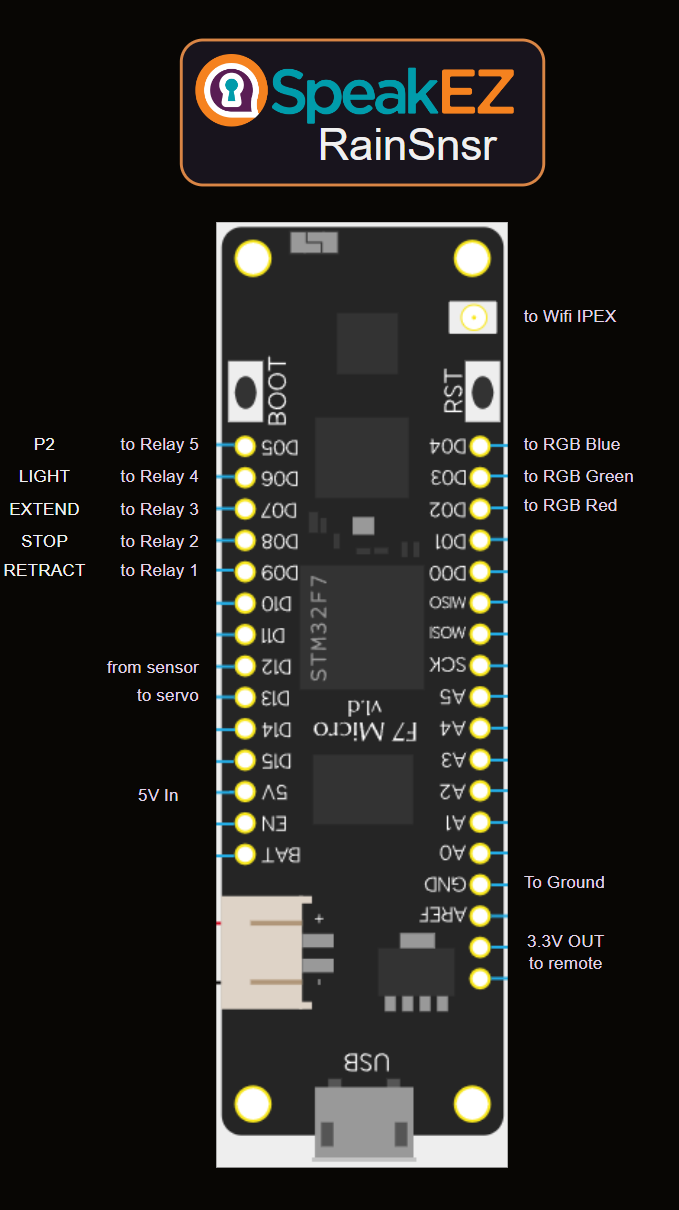 SpeakEZ
RainSnsr
to Wifi IPEX
BOOT
RST
P2 to Relay 5 D05 D04 to RGB Blue
LIGHT to Relay 4 D06 D03 to RGB Green
EXTEND to Relay 3 D07 D02 to RGB Red
STOP to Relay 2 D08 D01
RETRACT to Relay 1 D09 D00
D10 MISO
D11 MOSI
STM32F7
from sensor D12 SCK
to servo D13 A5
F7 Micro
v1.d
D14 A4
D15 A3
5V In 5V A2
EN A1
BAT A0
GND To Ground
+ AREF
3.3V OUT
to remote
-
USB